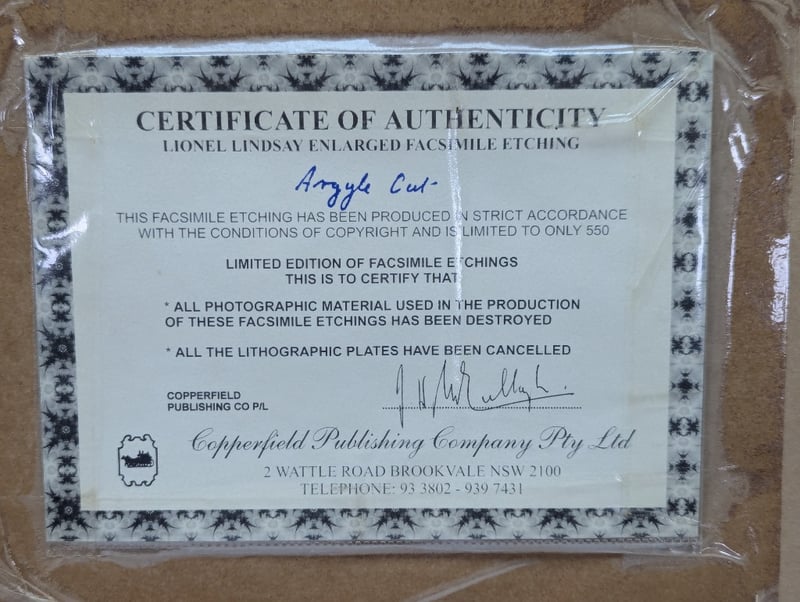 CERTIFICATE OF AUTHENTICITY
LIONEL LINDSAY ENLARGED FACSIMILE ETCHING
Argyle Cut
THIS FACSIMILE ETCHING HAS BEEN PRODUCED IN STRICT ACCORDANCE
WITH THE CONDITIONS OF COPYRIGHT AND IS LIMITED TO ONLY 550
LIMITED EDITION OF FACSIMILE ETCHINGS
THIS IS TO CERTIFY THAT
* ALL PHOTOGRAPHIC MATERIAL USED IN THE PRODUCTION
OF THESE FACSIMILE ETCHINGS HAS BEEN DESTROYED
* ALL THE LITHOGRAPHIC PLATES HAVE BEEN CANCELLED
COPPERFIELD
PUBLISHING CO P/L
Copperfield Publishing Company Pty Ltd
2 WATTLE ROAD BROOKVALE NSW 2100
TELEPHONE: 93 3802 - 939 7431